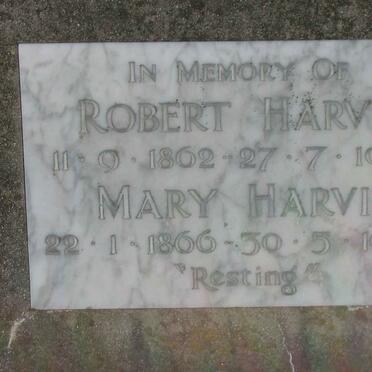 IN MEMORY OF
ROBERT HARV
11·9·1862-27·7·1
MARY HARVI
22·1·1866-30·5·1
"Resting"